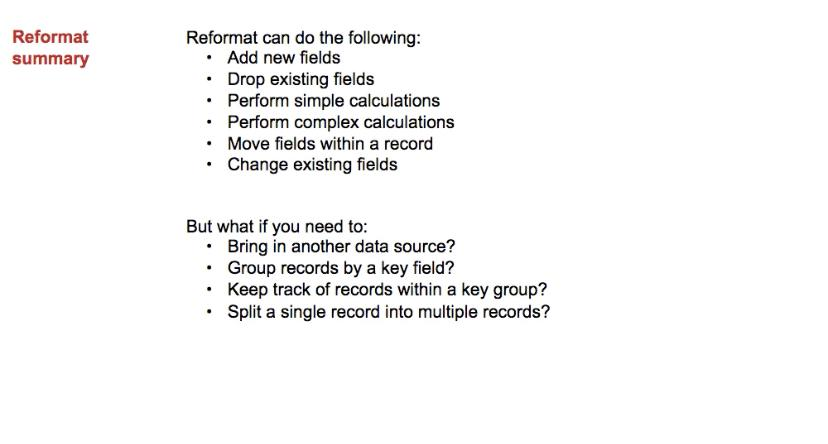 Reformat
summary
Reformat can do the following:
• Add new fields
• Drop existing fields
• Perform simple calculations
• Perform complex calculations
• Move fields within a record
• Change existing fields
But what if you need to:
• Bring in another data source?
• Group records by a key field?
• Keep track of records within a key group?
• Split a single record into multiple records?